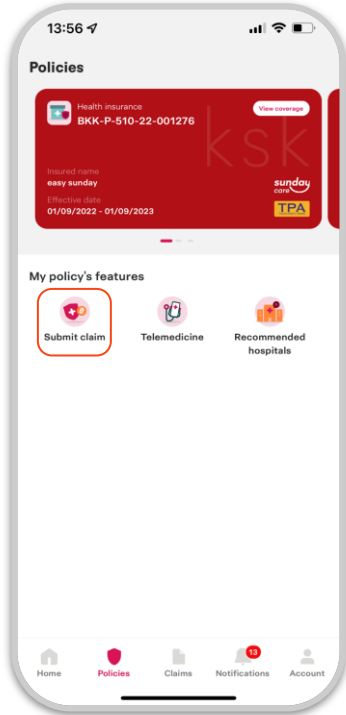 13:56
Policies
Health insurance
BKK-P-510-22-001276
View coverage
ksk
Insured name
easy sunday
sunday
care
Effective date
01/09/2022 - 01/09/2023
TPA
My policy's features
Submit claim
Telemedicine
Recommended
hospitals
13
Home
Policies
Claims
Notifications
Account